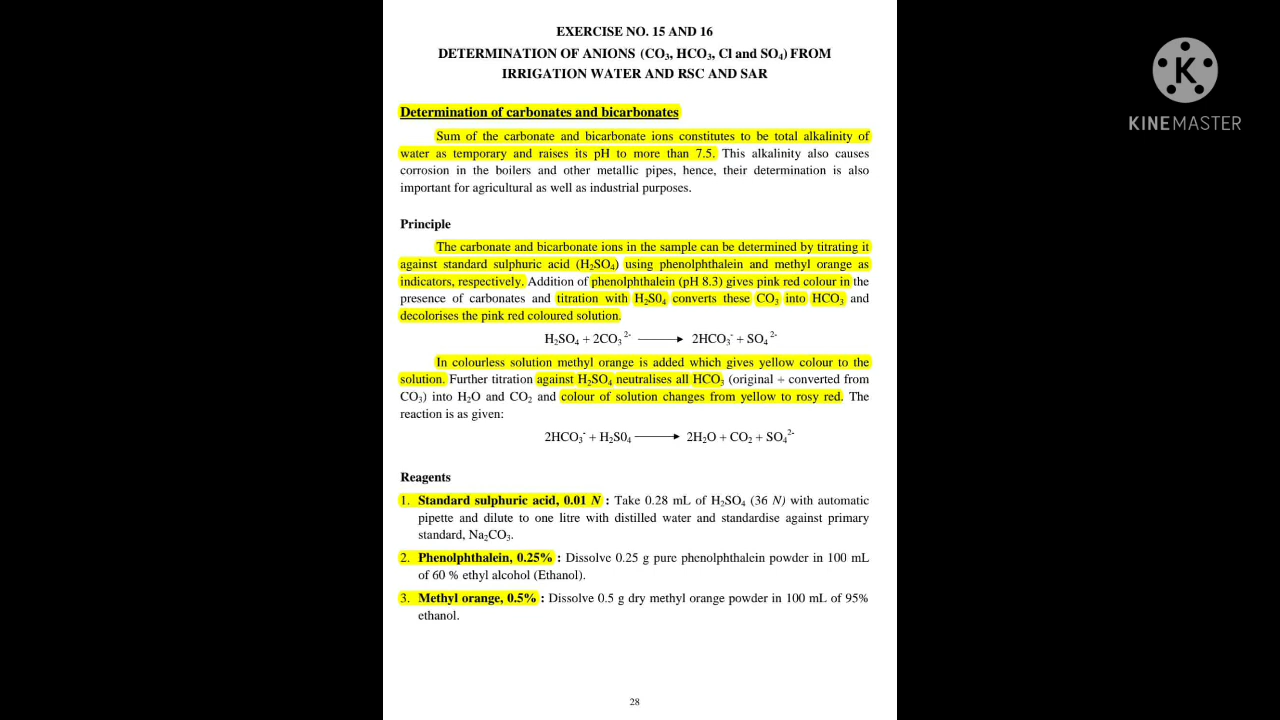 EXERCISE NO. 15 AND 16
DETERMINATION OF ANIONS (CO₃, HCO₃, Cl and SO₄) FROM
IRRIGATION WATER AND RSC AND SAR
Determination of carbonates and bicarbonates
Sum of the carbonate and bicarbonate ions constitutes to be total alkalinity of
water as temporary and raises its pH to more than 7.5. This alkalinity also causes
corrosion in the boilers and other metallic pipes, hence, their determination is also
important for agricultural as well as industrial purposes.
Principle
The carbonate and bicarbonate ions in the sample can be determined by titrating it
against standard sulphuric acid (H₂SO₄) using phenolphthalein and methyl orange as
indicators, respectively. Addition of phenolphthalein (pH 8.3) gives pink red colour in the
presence of carbonates and titration with H₂S0₄ converts these CO₃ into HCO₃ and
decolorises the pink red coloured solution.
H₂SO₄ + 2CO₃²⁻ → 2HCO₃⁻ + SO₄²⁻
In colourless solution methyl orange is added which gives yellow colour to the
solution. Further titration against H₂SO₄ neutralises all HCO₃ (original + converted from
CO₃) into H₂O and CO₂ and colour of solution changes from yellow to rosy red. The
reaction is as given:
2HCO₃⁻ + H₂S0₄ → 2H₂O + CO₂ + SO₄²⁻
Reagents
1. Standard sulphuric acid, 0.01 N : Take 0.28 mL of H₂SO₄ (36 N) with automatic
pipette and dilute to one litre with distilled water and standardise against primary
standard, Na₂CO₃.
2. Phenolphthalein, 0.25% : Dissolve 0.25 g pure phenolphthalein powder in 100 mL
of 60 % ethyl alcohol (Ethanol).
3. Methyl orange, 0.5% : Dissolve 0.5 g dry methyl orange powder in 100 mL of 95%
ethanol.
28
K
KINEMASTER